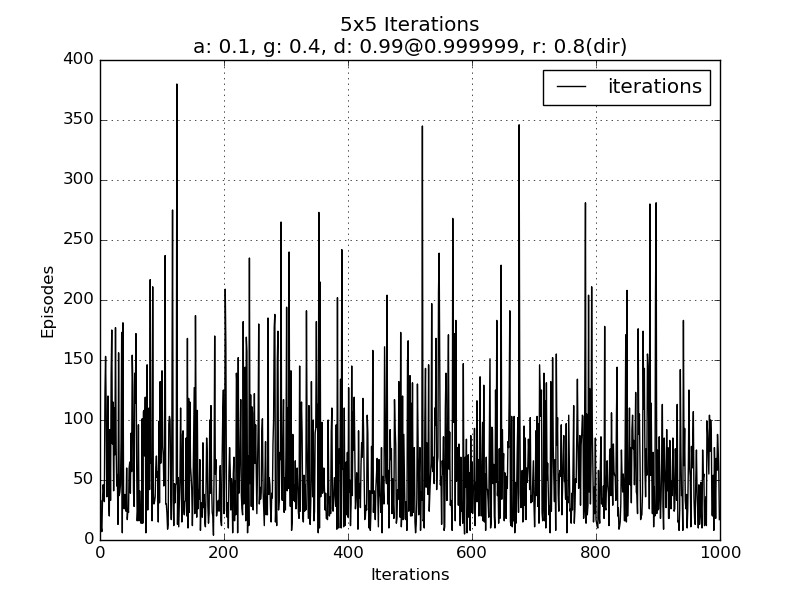 5x5 Iterations
a: 0.1, g: 0.4, d: 0.99@0.999999, r: 0.8(dir)
iterations
400
350
300
250
200
150
100
50
0
Episodes
0 200 400 600 800 1000
Iterations